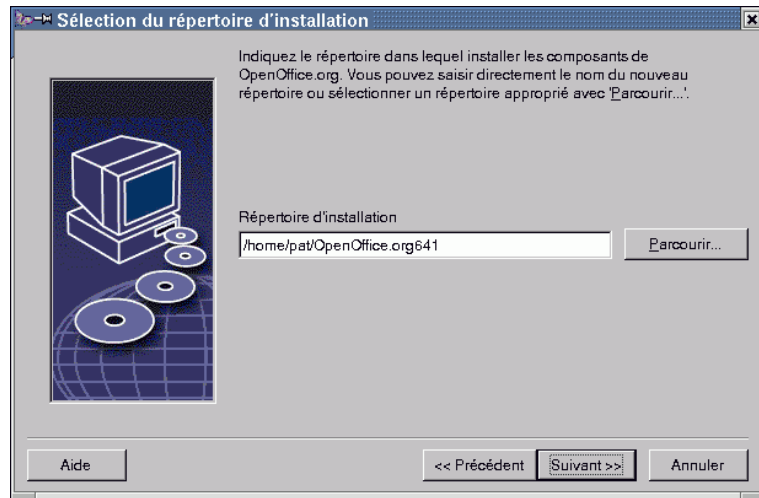 Sélection du répertoire d'installation
Indiquez le répertoire dans lequel installer les composants de
OpenOffice.org. Vous pouvez saisir directement le nom du nouveau
répertoire ou sélectionner un répertoire approprié avec 'Parcourir...'.
Répertoire d'installation
/home/pat/OpenOffice.org641
Parcourir...
Aide
<< Précédent
Suivant >>
Annuler